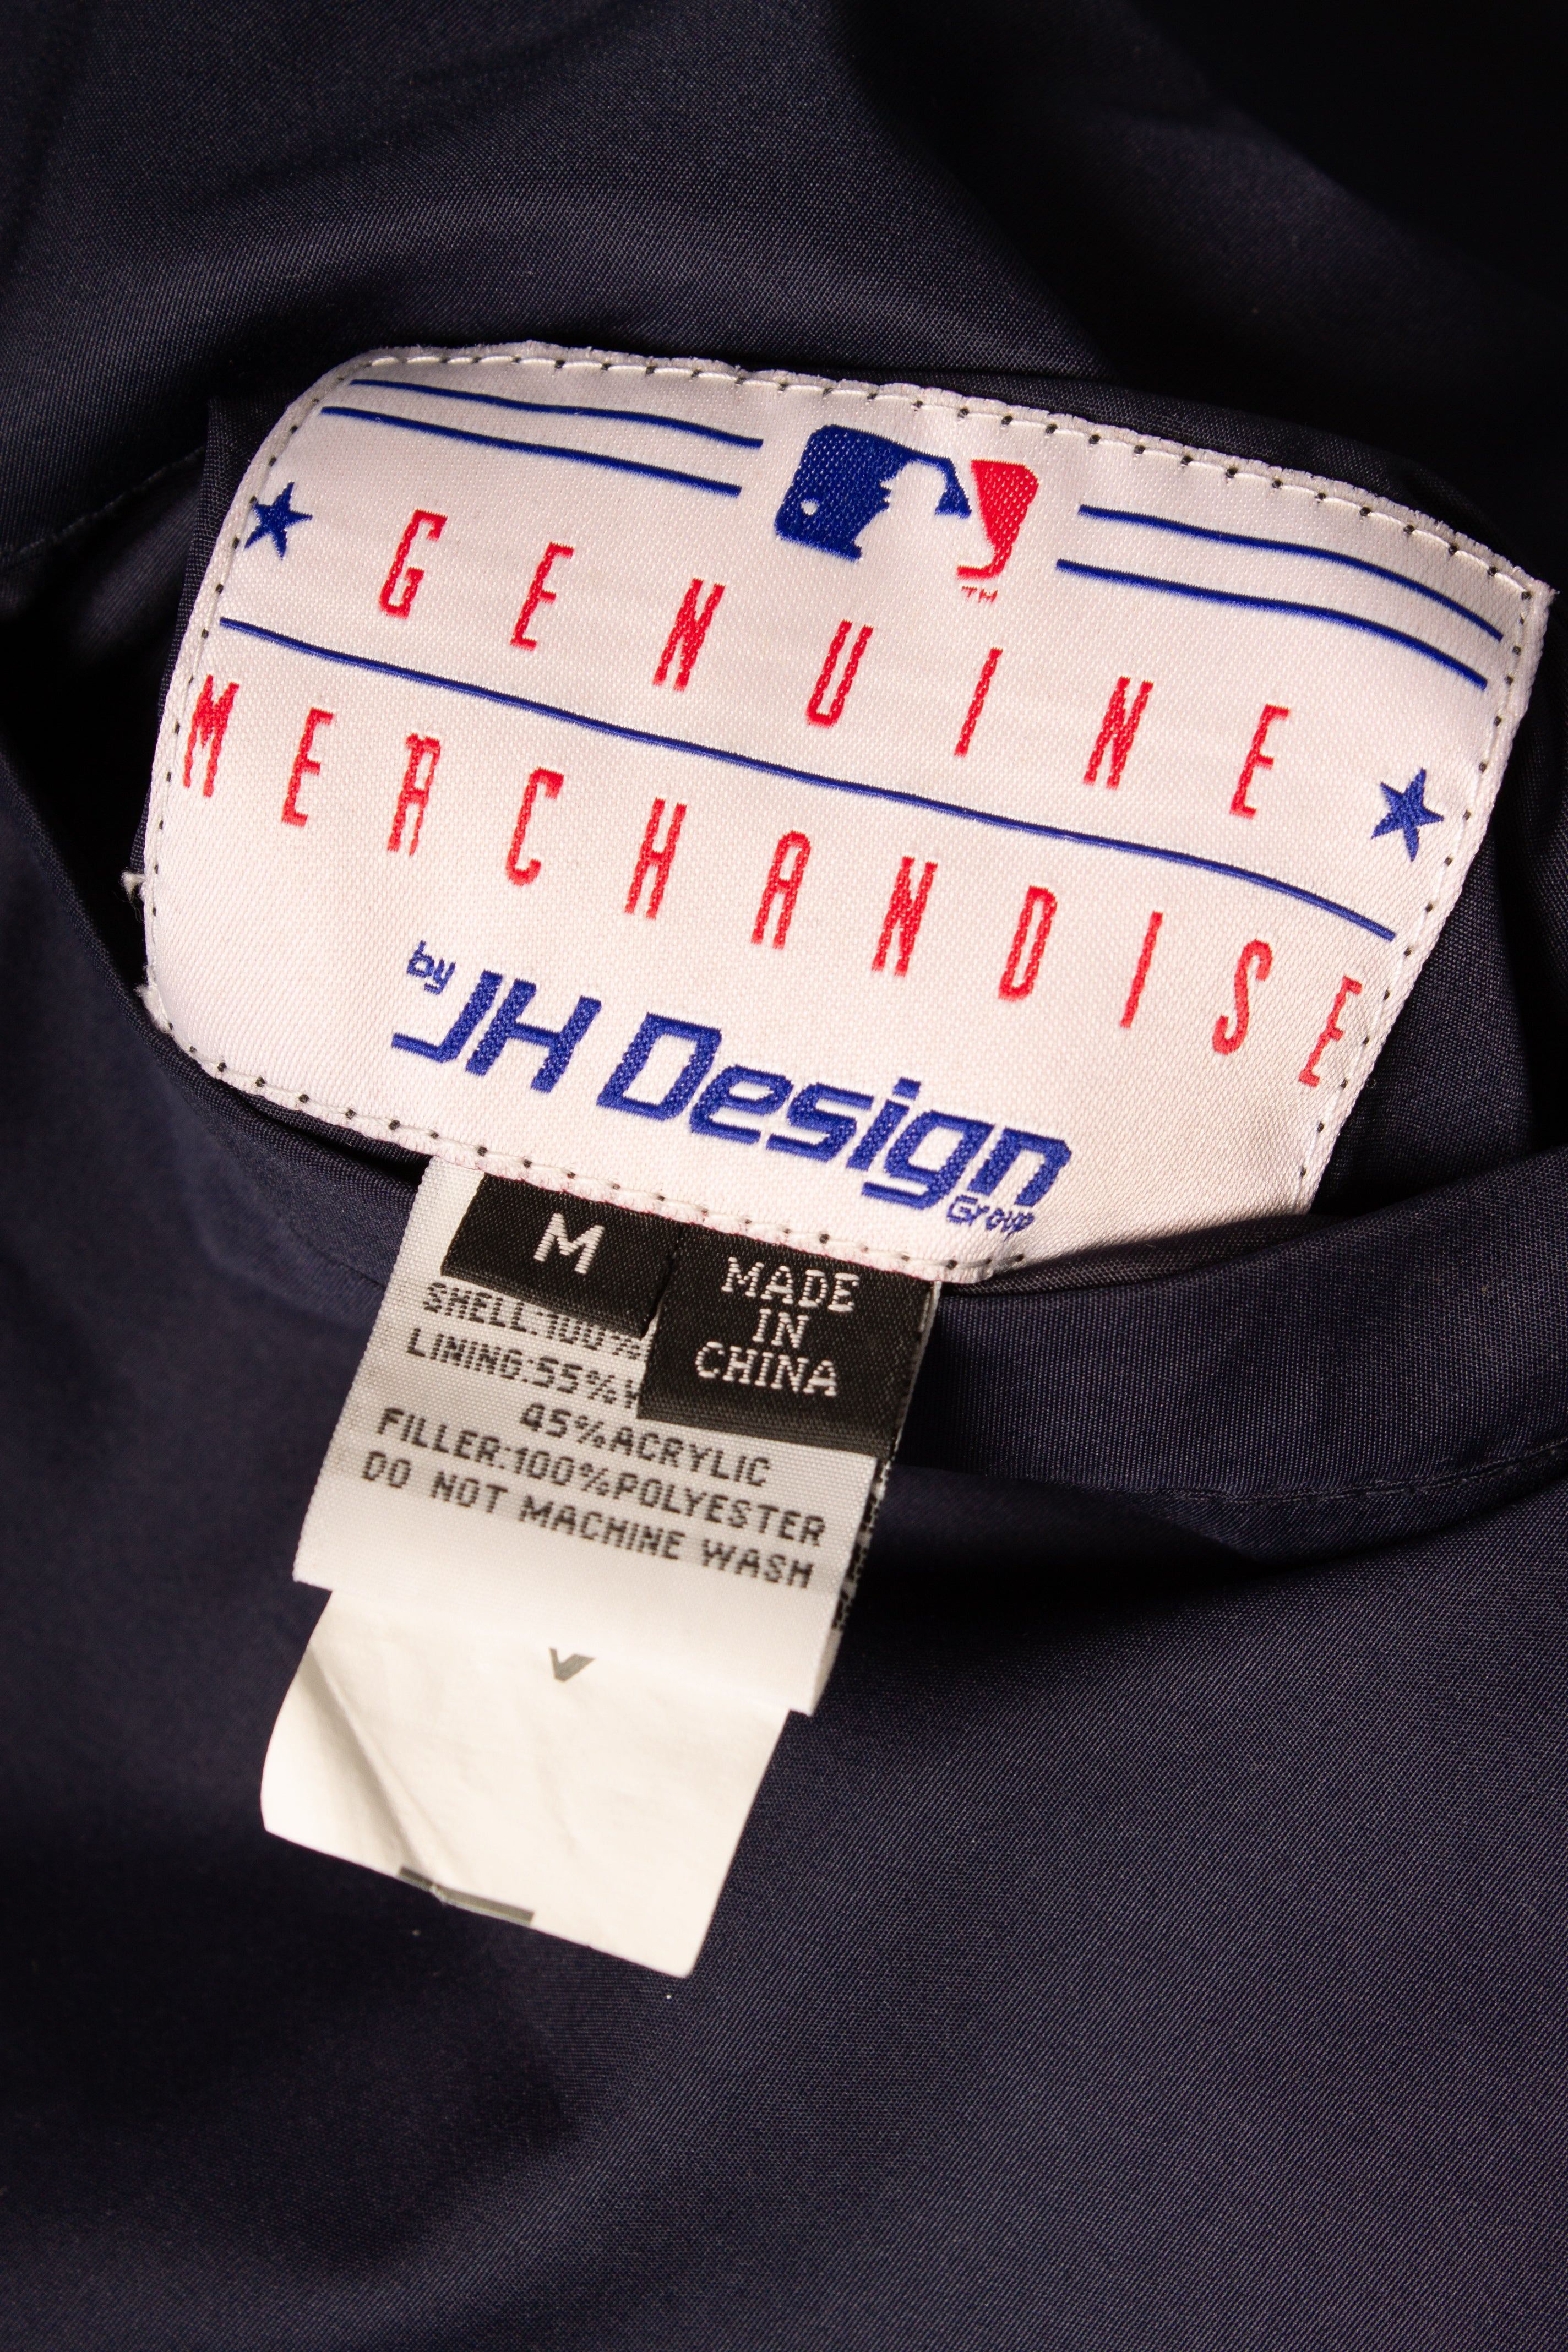 TM
GENUINE
MERCHANDISE
by
JH Design
Group
M
MADE
IN
CHINA
SHELL:100%
LINING:55%
45%ACRYLIC
FILLER:100%POLYESTER
DO NOT MACHINE WASH